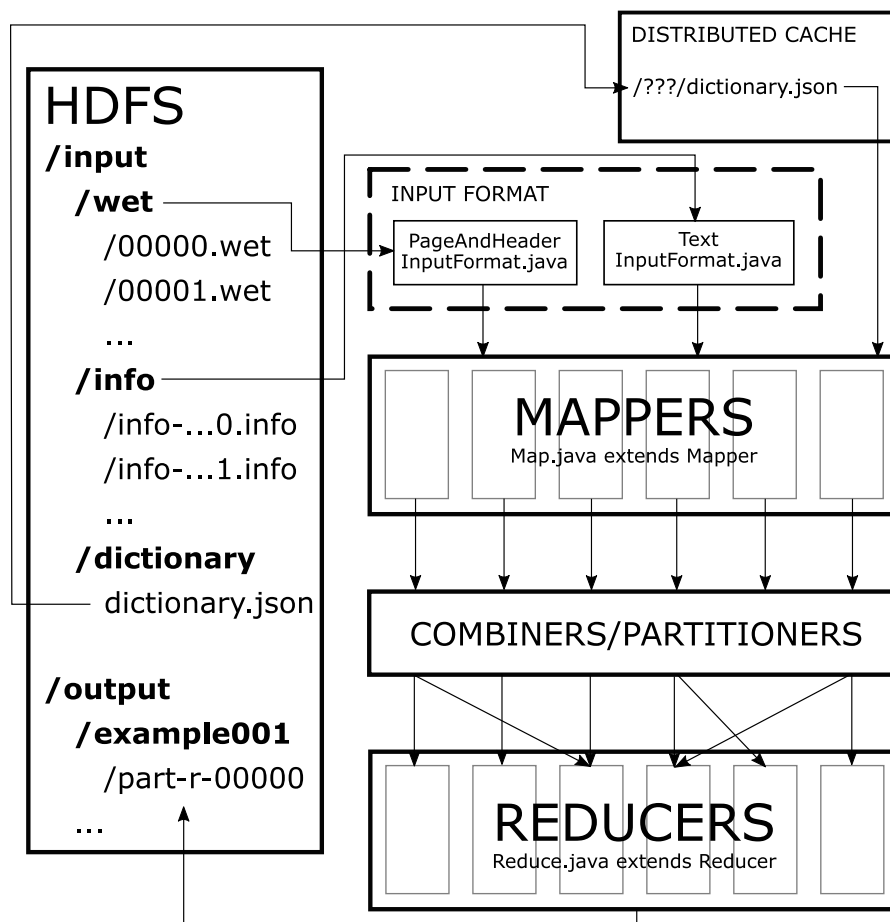 DISTRIBUTED CACHE
/???/dictionary.json
HDFS
/input
/wet
/00000.wet
/00001.wet
...
/info
/info-...0.info
/info-...1.info
...
/dictionary
dictionary.json
/output
/example001
/part-r-00000
...
INPUT FORMAT
PageAndHeader
InputFormat.java
Text
InputFormat.java
MAPPERS
Map.java extends Mapper
COMBINERS/PARTITIONERS
REDUCERS
Reduce.java extends Reducer